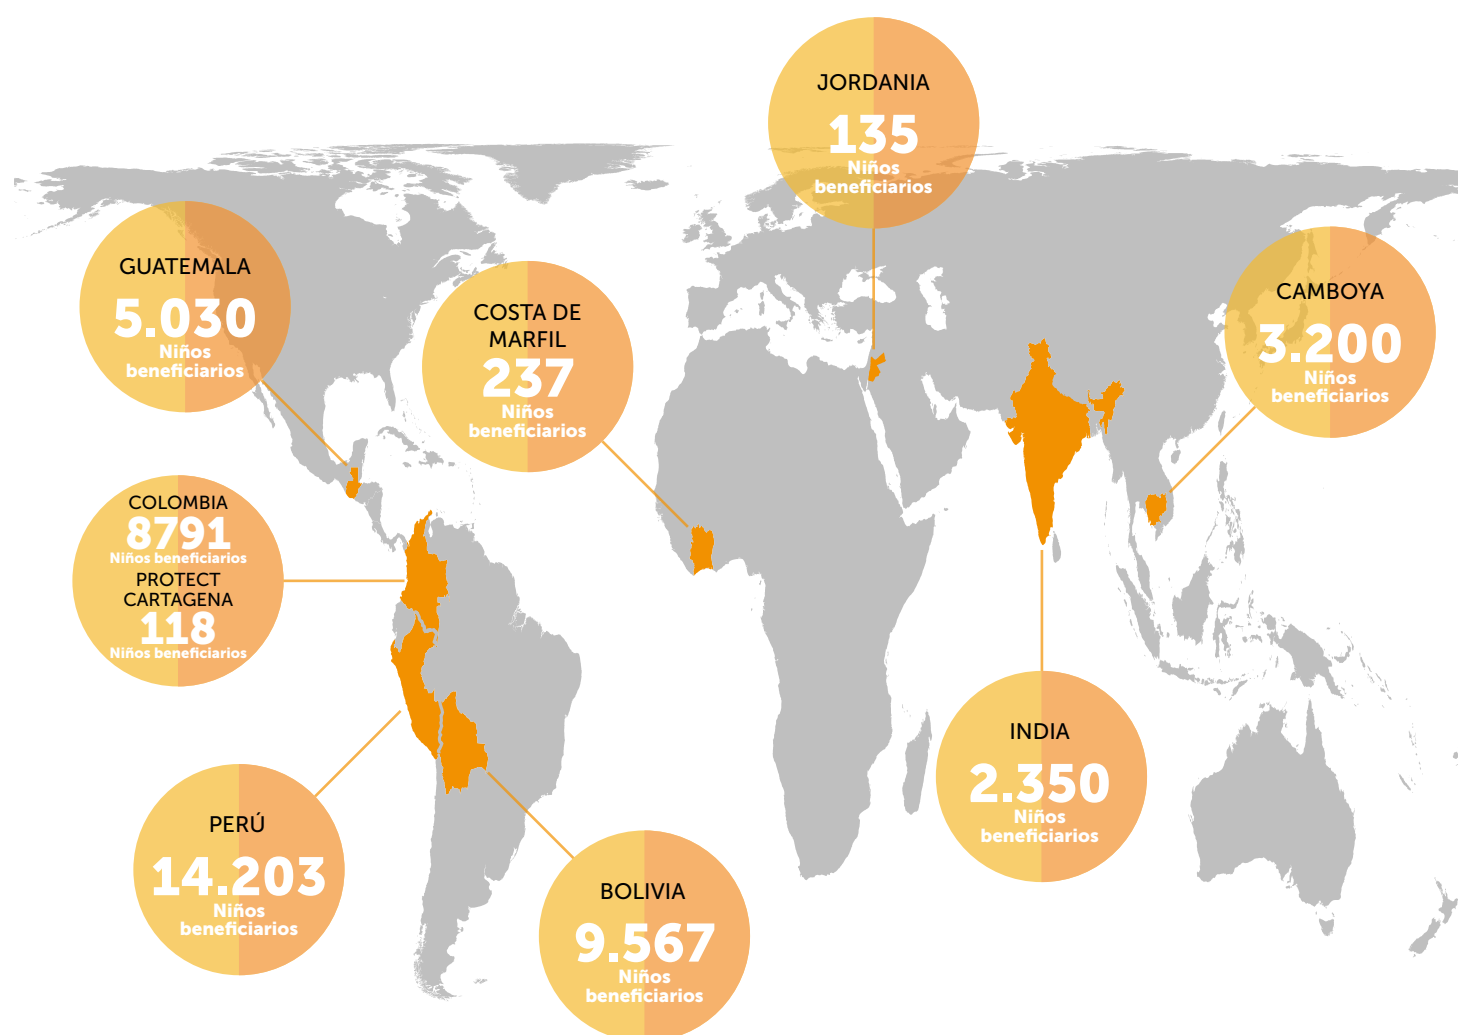 JORDANIA
135
Niños
beneficiarios
GUATEMALA
5.030
Niños
beneficiarios
COSTA DE
MARFIL
237
Niños
beneficiarios
CAMBOYA
3.200
Niños
beneficiarios
COLOMBIA
8791
Niños beneficiarios
PROTECT
CARTAGENA
118
Niños beneficiarios
INDIA
2.350
Niños
beneficiarios
PERÚ
14.203
Niños
beneficiarios
BOLIVIA
9.567
Niños
beneficiarios